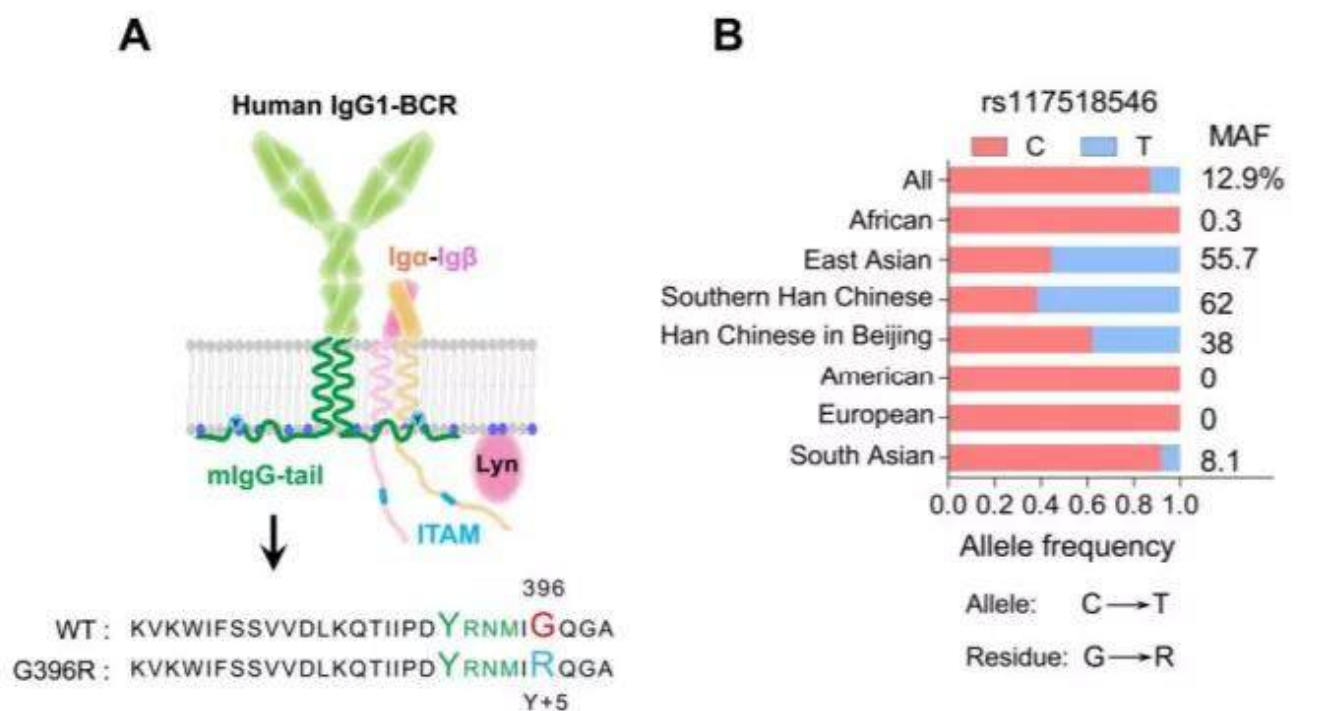 A
Human IgG1-BCR
Igα-Igβ
Lyn
mIgG-tail
ITAM
396
WT : KVKWIFSSVVDLKQTIIPDYRNMIGQGA
G396R : KVKWIFSSVVDLKQTIIPDYRNMIRQGA
Y+5
B
rs117518546
C T MAF
All 12.9%
African 0.3
East Asian 55.7
Southern Han Chinese 62
Han Chinese in Beijing 38
American 0
European 0
South Asian 8.1
0.0 0.2 0.4 0.6 0.8 1.0
Allele frequency
Allele: C→T
Residue: G→R